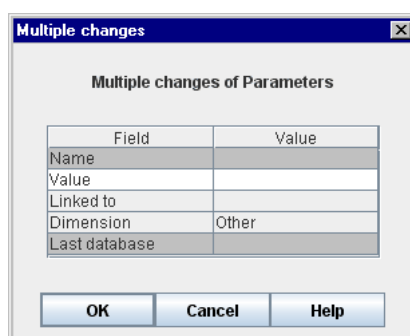 Multiple changes
Multiple changes of Parameters
Field Value
Name
Value
Linked to
Dimension Other
Last database
OK Cancel Help